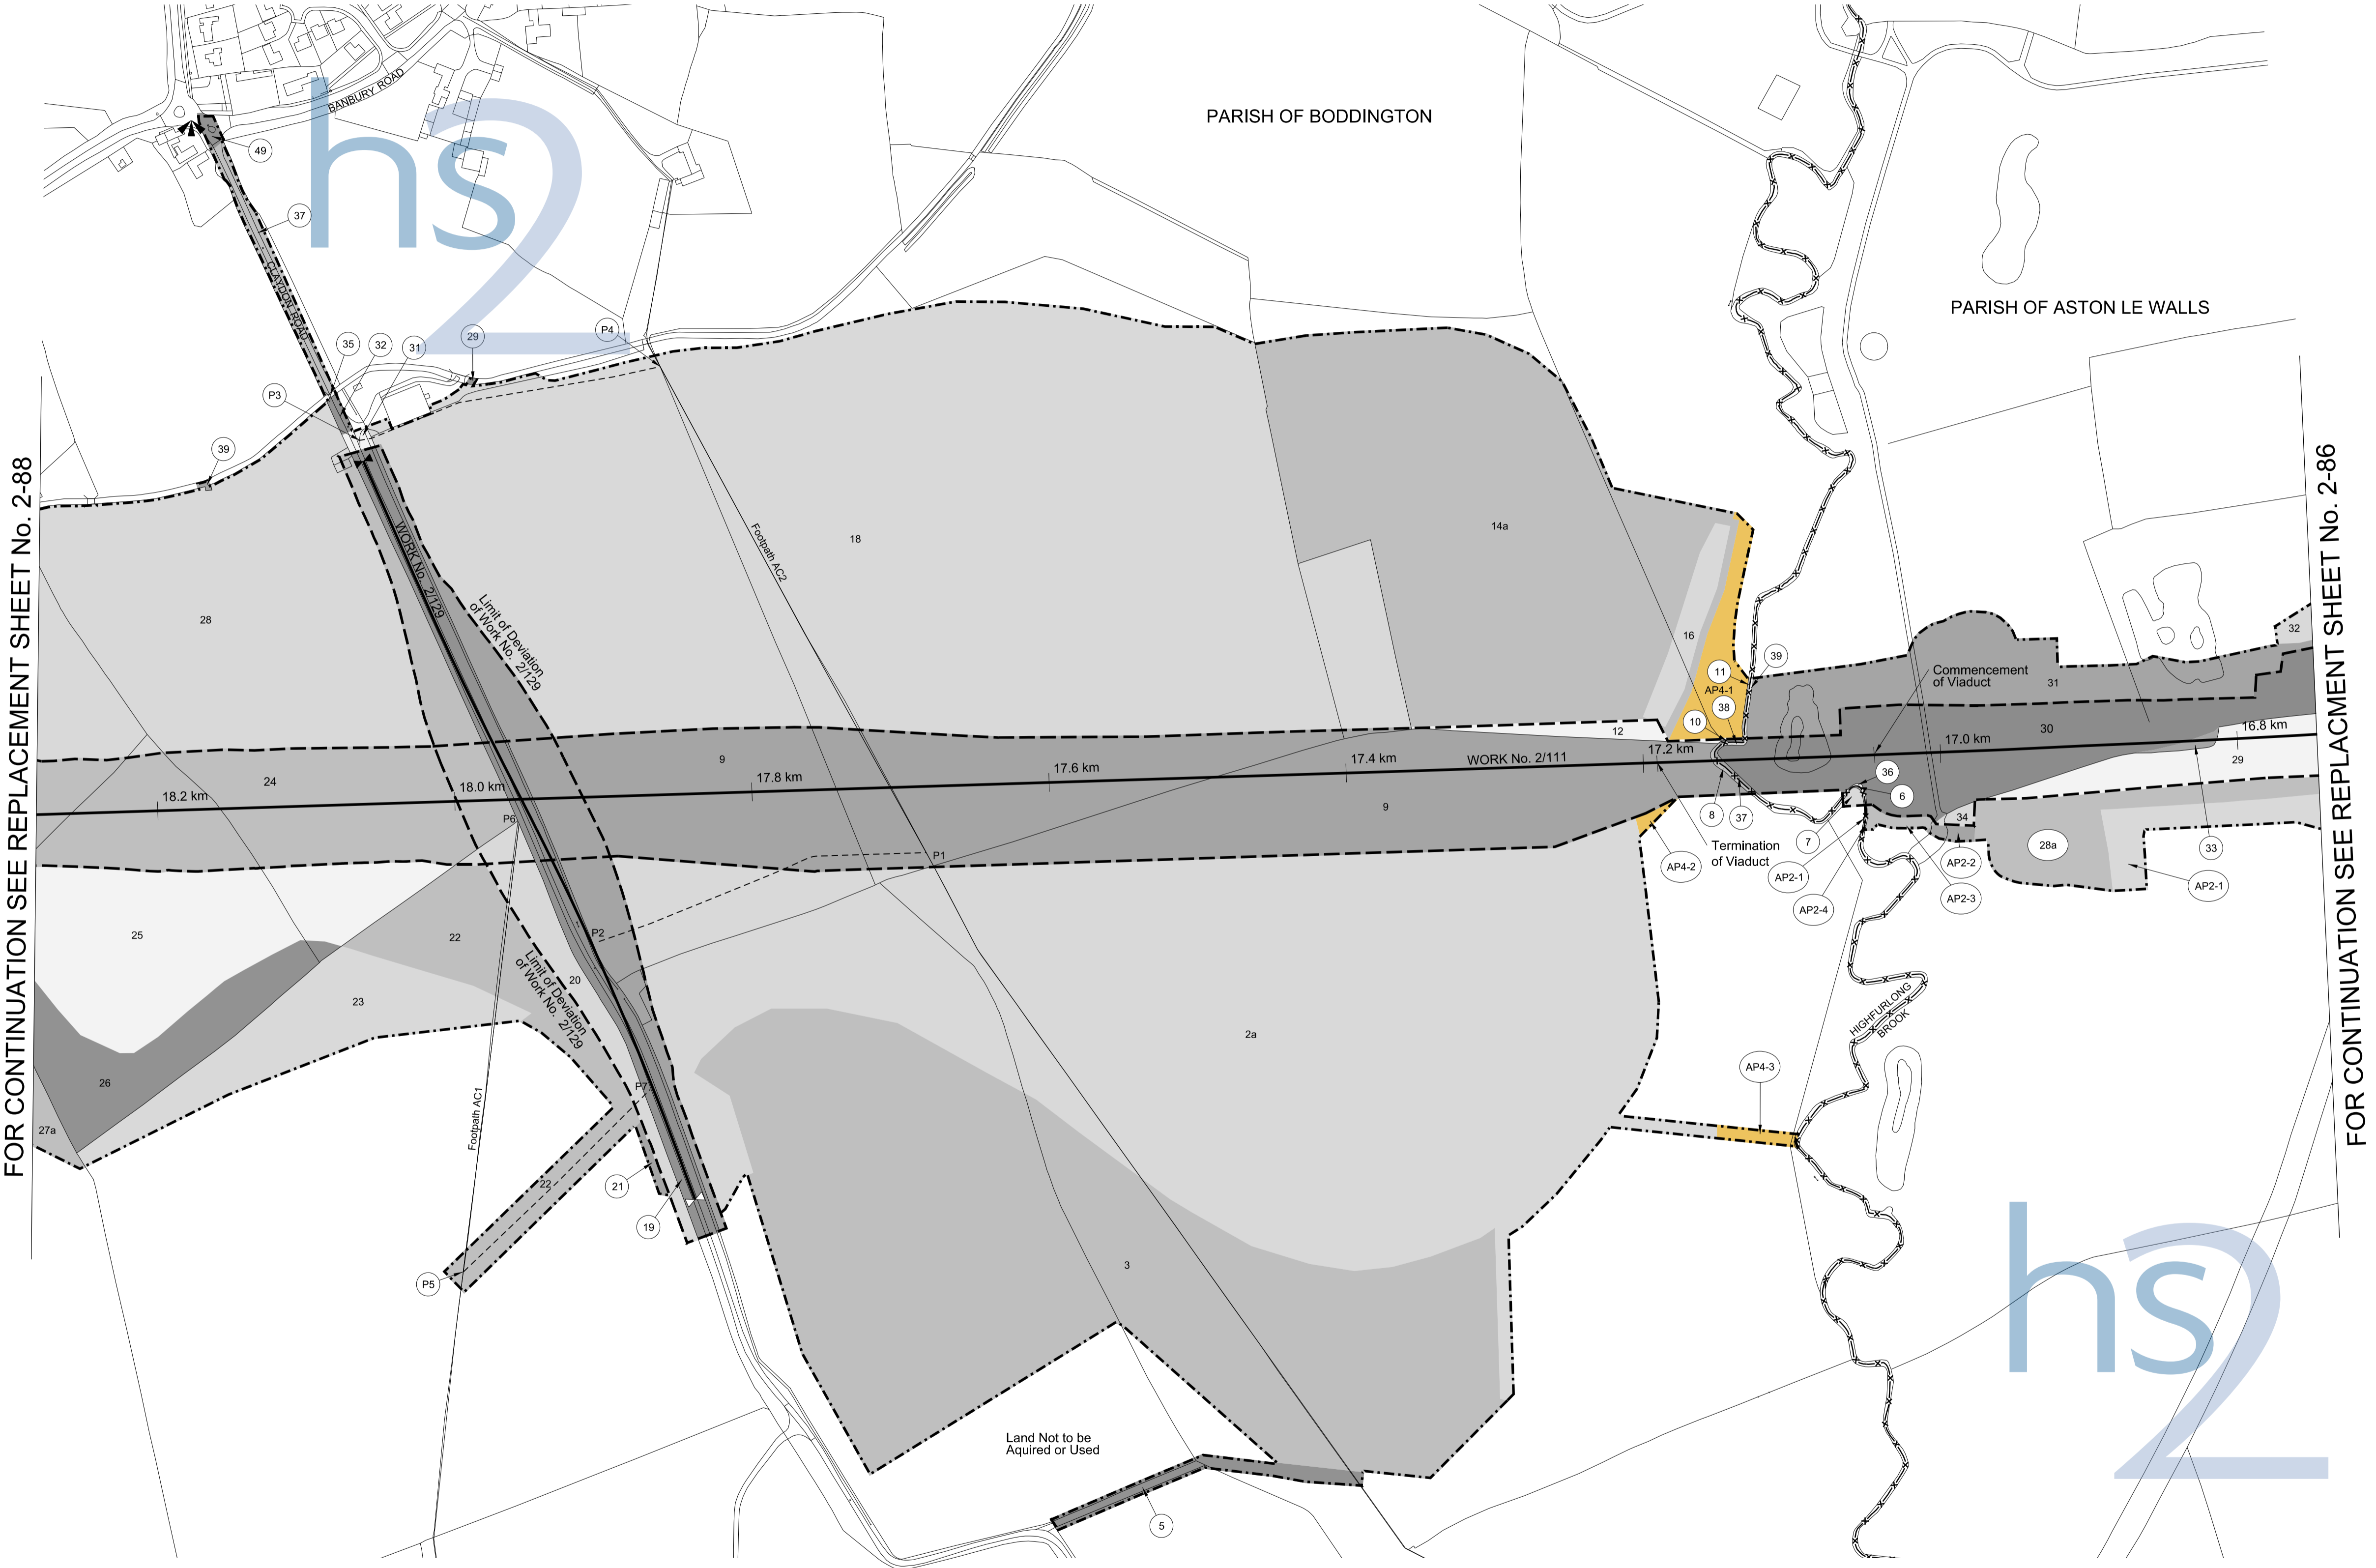 BANBURY ROAD
hs2
49
37
CLAYDON ROAD
PARISH OF BODDINGTON
PARISH OF ASTON LE WALLS
35
32
31
29
P4
P3
39
FOR CONTINUATION SEE REPLACEMENT SHEET No. 2-88
FOR CONTINUATION SEE REPLACMENT SHEET No. 2-86
WORK No. 2/129
Limit of Deviation
of Work No. 2/129
Footpath AC2
18
14a
28
16
11
AP4-1
39
38
10
12
Commencement
of Viaduct
31
32
30
16.8 km
29
17.0 km
17.2 km
WORK No. 2/111
17.4 km
17.6 km
17.8 km
18.0 km
18.2 km
9
24
9
P6
P1
P2
36
6
8
37
7
34
Termination
of Viaduct
AP4-2
AP2-1
AP2-4
AP2-2
AP2-3
28a
33
AP2-1
25
22
23
20
Limit of Deviation
of Work No. 2/129
26
27a
P7
Footpath AC1
22
21
19
P5
2a
3
HIGHFURLONG
BROOK
AP4-3
hs2
Land Not to be
Aquired or Used
5